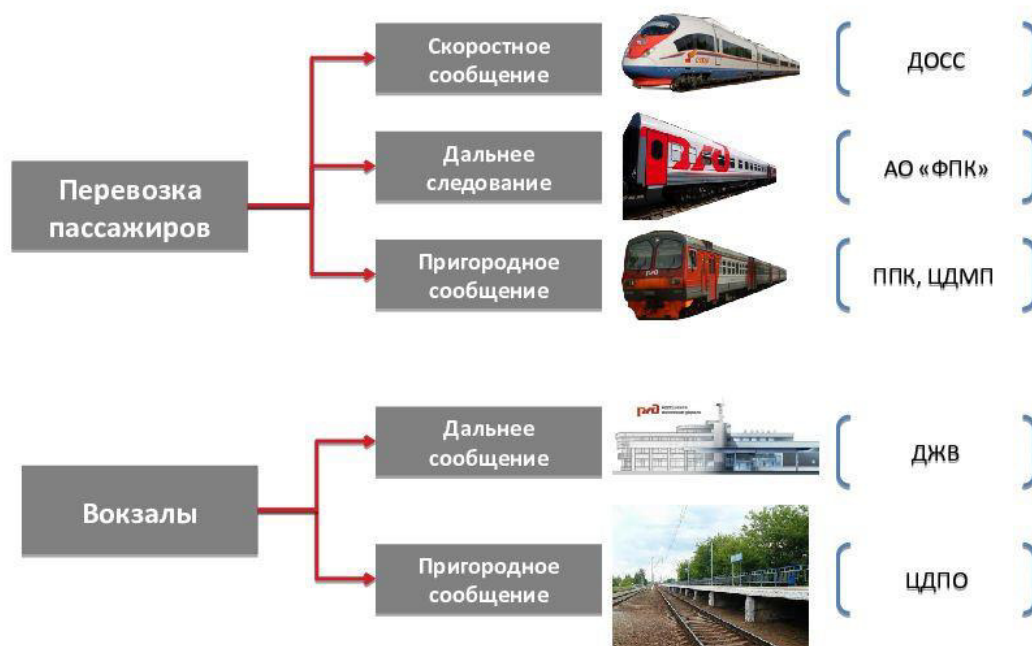 Скоростное
сообщение
ДОСС
Дальнее
следование
АО «ФПК»
Перевозка
пассажиров
Пригородное
сообщение
ППК, ЦДМП
Дальнее
сообщение
ржд
ДЖВ
Вокзалы
Пригородное
сообщение
ЦДПО